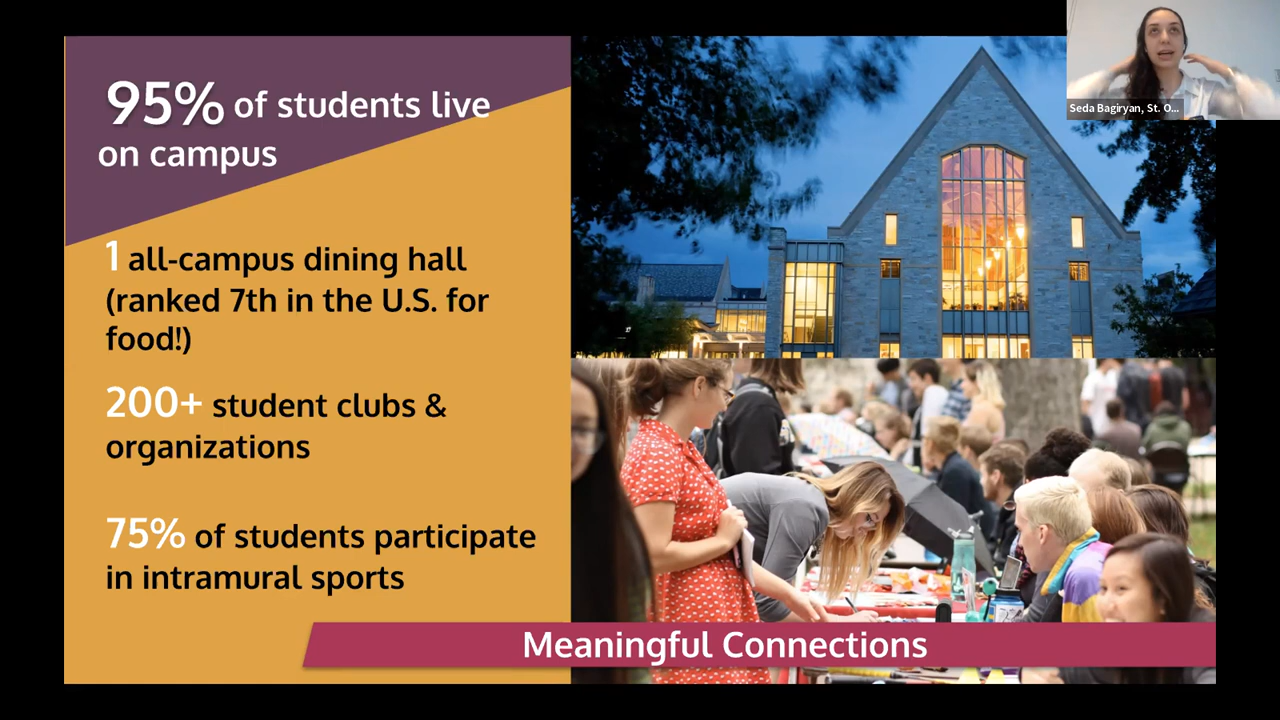 95% of students live
on campus
1 all-campus dining hall
(ranked 7th in the U.S. for
food!)
200+ student clubs &
organizations
75% of students participate
in intramural sports
Meaningful Connections
Seda Bagiryan, St. O...